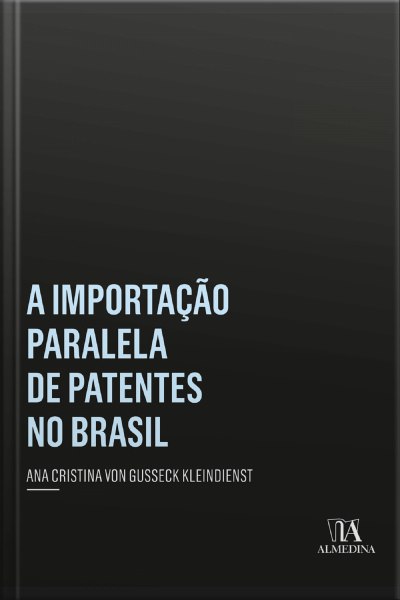 A IMPORTAÇÃO
PARALELA
DE PATENTES
NO BRASIL
ANA CRISTINA VON GUSSECK KLEINDIENST
ALMEDINA